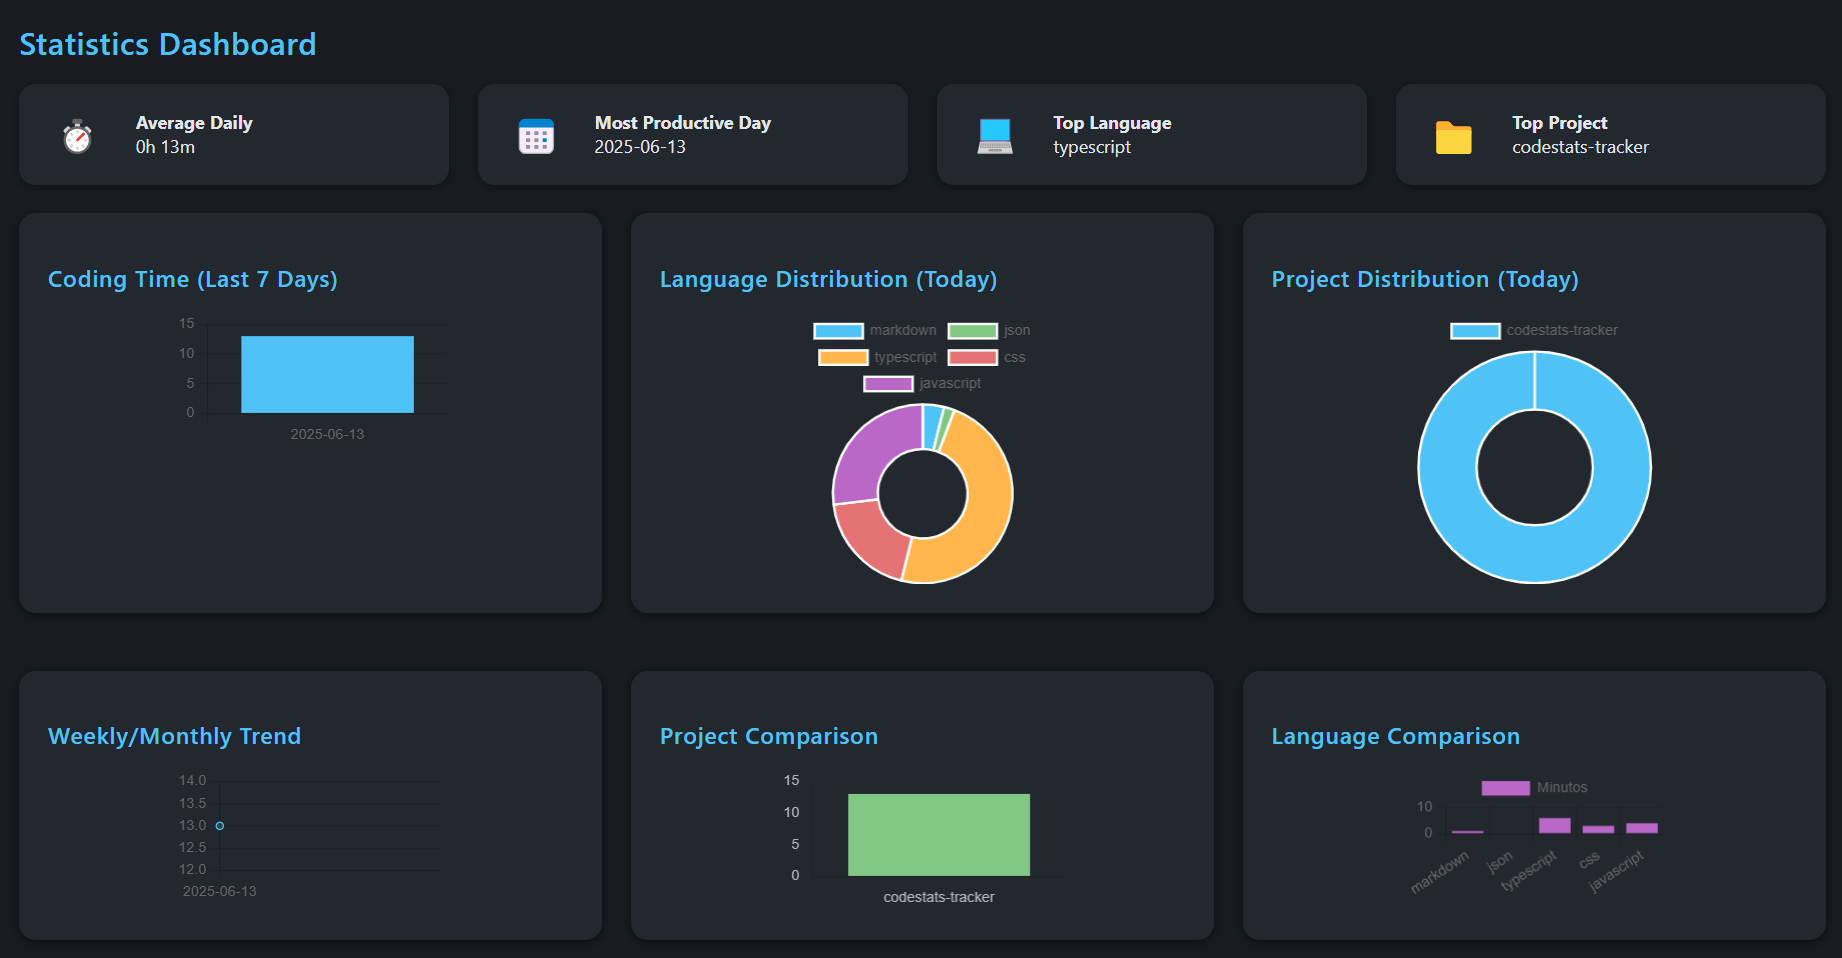 Statistics Dashboard
Average Daily
0h 13m
Most Productive Day
2025-06-13
Top Language
typescript
Top Project
codestats-tracker
Coding Time (Last 7 Days)
15
10
5
0
2025-06-13
Language Distribution (Today)
markdown json
typescript css
javascript
Project Distribution (Today)
codestats-tracker
Weekly/Monthly Trend
14.0
13.5
13.0
12.5
12.0
2025-06-13
Project Comparison
15
10
5
0
codestats-tracker
Language Comparison
Minutos
10
0
markdown json typescript css javascript